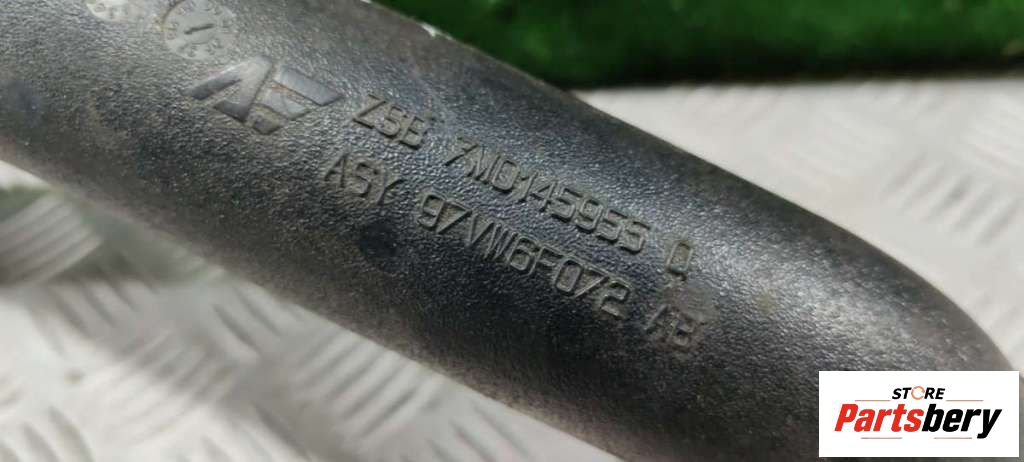 Z5B 7M0145955 Q
ASY 97VW6F072 AB
STORE
Partsbery